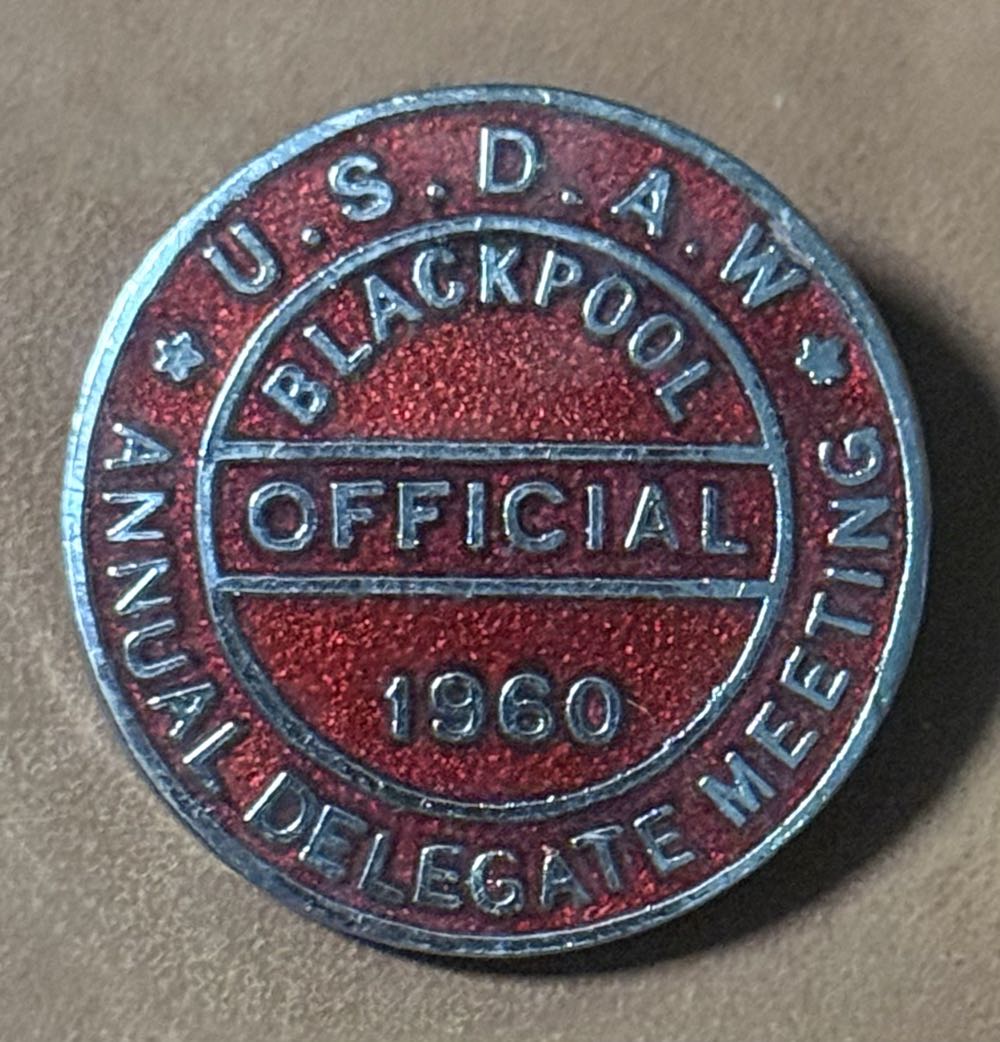 U.S.D.A.W
BLACKPOOL
OFFICIAL
1960
ANNUAL DELEGATE MEETING